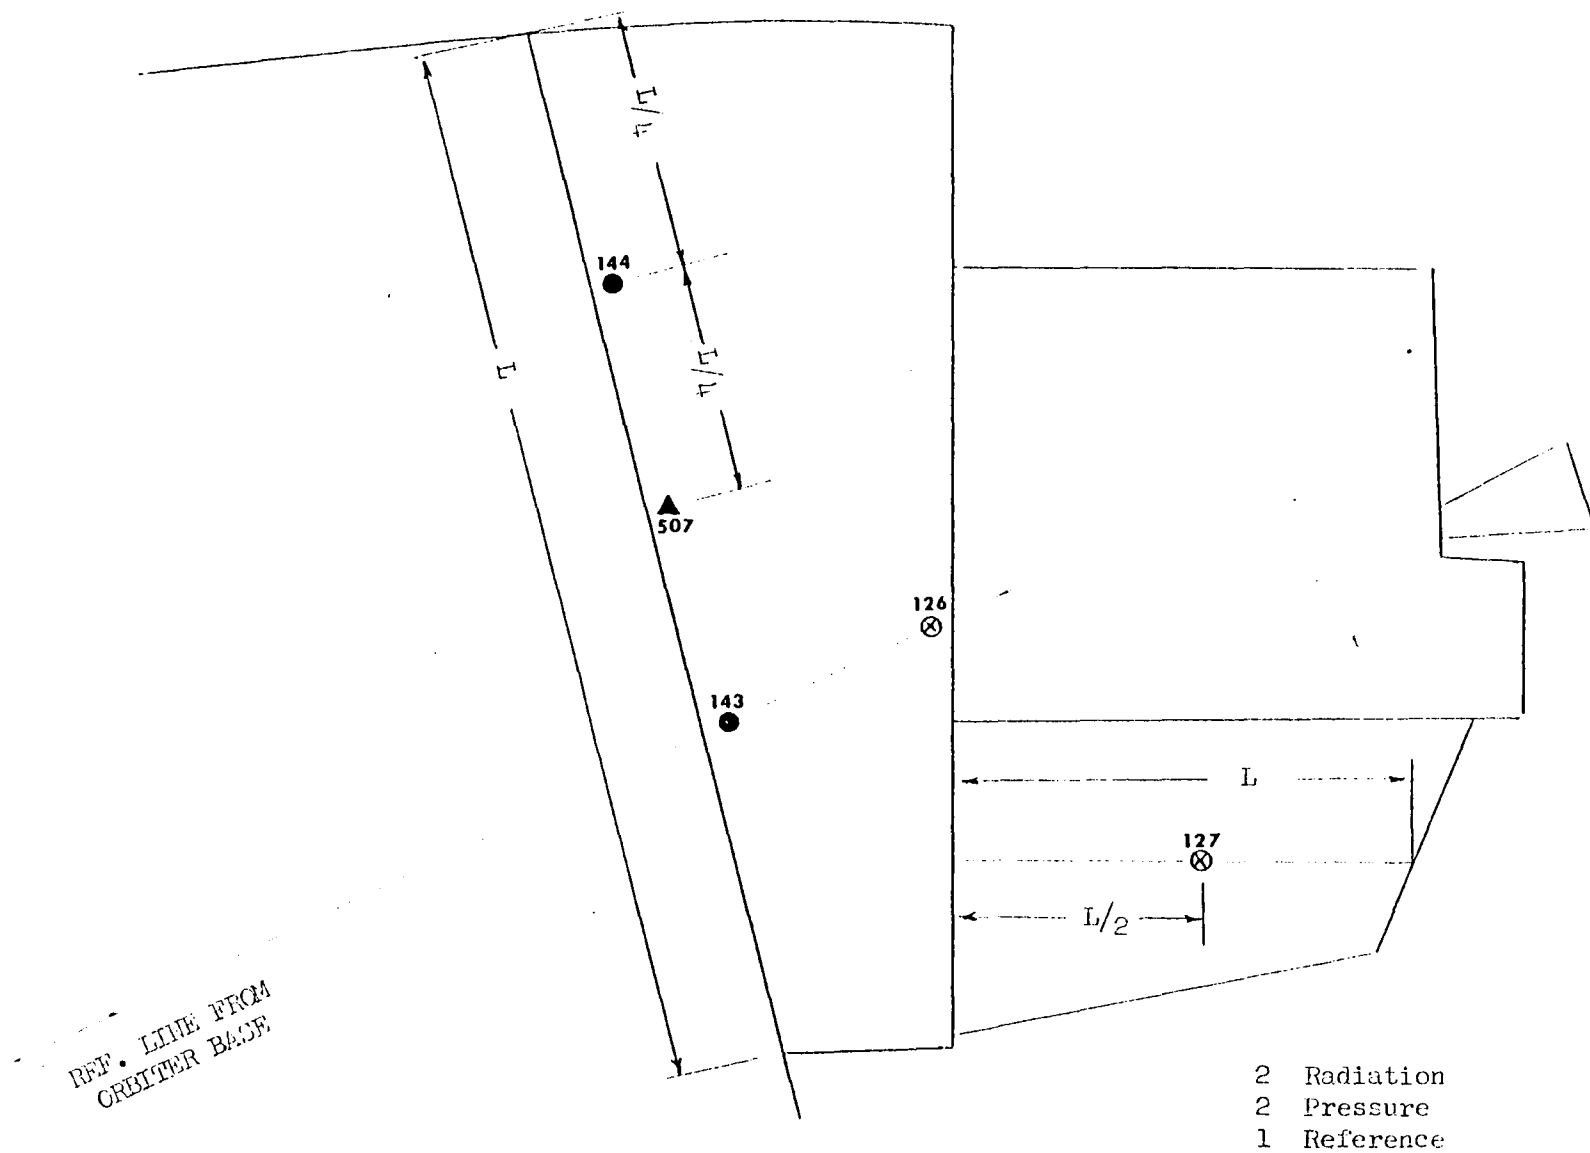 L/4
144
L
L/4
507
126
143
L
127
L/2
REF. LINE FROM
ORBITER BASE
2 Radiation
2 Pressure
1 Reference